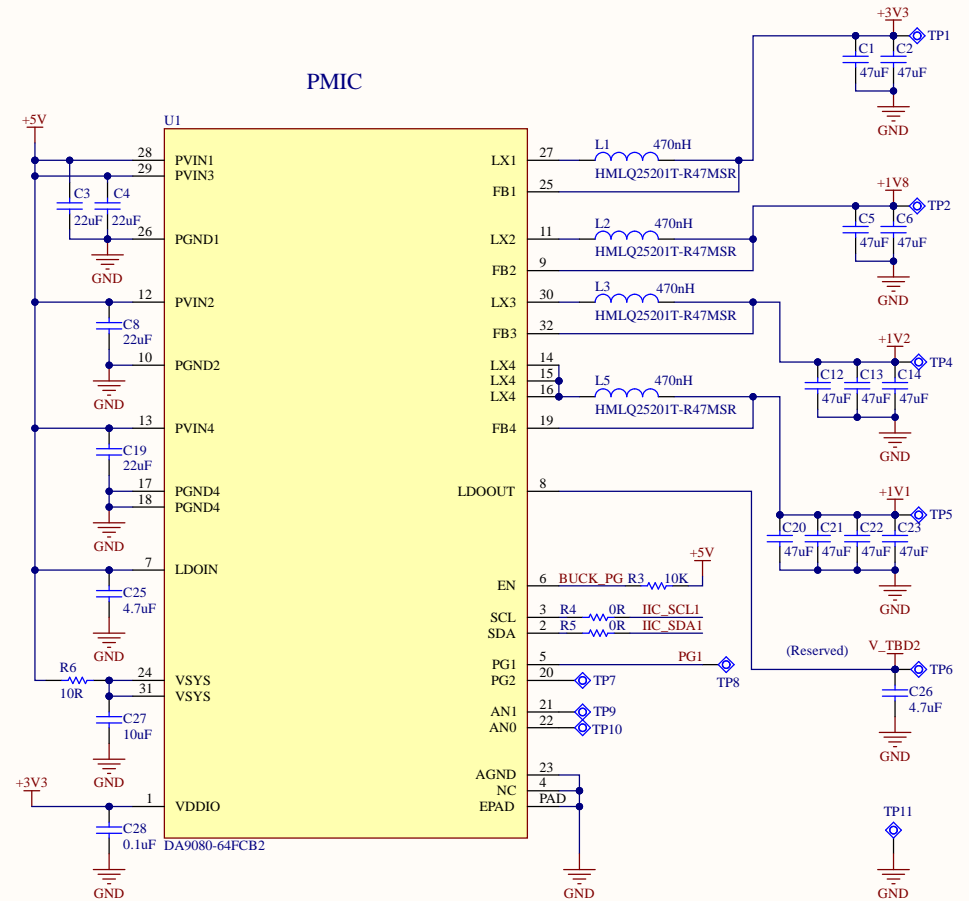 PMIC
+3V3
TP1
C1
C2
47uF
47uF
GND
+5V
U1
28
PVIN1
29
PVIN3
C3
C4
22uF
22uF
26
PGND1
GND
12
PVIN2
C8
22uF
10
PGND2
GND
13
PVIN4
C19
22uF
17
PGND4
18
PGND4
GND
7
LDOIN
C25
4.7uF
GND
R6
10R
24
VSYS
31
VSYS
C27
10uF
GND
+3V3
1
VDDIO
C28
0.1uF
GND
DA9080-64FCB2
LX1
27
L1
470nH
HMLQ25201T-R47MSR
FB1
25
LX2
11
L2
470nH
HMLQ25201T-R47MSR
FB2
9
LX3
30
L3
470nH
HMLQ25201T-R47MSR
FB3
32
LX4
14
LX4
15
LX4
16
L5
470nH
HMLQ25201T-R47MSR
FB4
19
LDOOUT
8
EN
6
BUCK_PG
R3
10K
+5V
SCL
3
R4
0R
IIC_SCL1
SDA
2
R5
0R
IIC_SDA1
PG1
5
PG1
TP8
PG2
20
TP7
AN1
21
TP9
AN0
22
TP10
AGND
23
NC
4
EPAD
PAD
GND
+1V8
TP2
C5
C6
47uF
47uF
GND
+1V2
TP4
C12
C13
C14
47uF
47uF
47uF
GND
+1V1
TP5
C20
C21
C22
C23
47uF
47uF
47uF
47uF
GND
(Reserved)
V_TBD2
TP6
C26
4.7uF
GND
TP11
GND